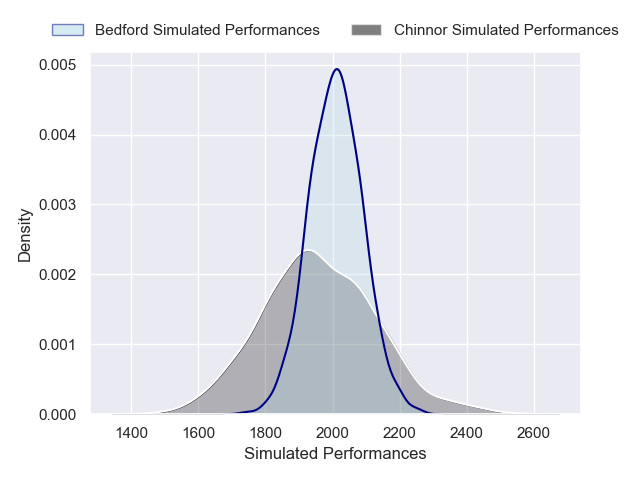 Bedford Simulated Performances Chinnor Simulated Performances
0.005
0.004
0.003
0.002
0.001
0.000
Density
1400 1600 1800 2000 2200 2400 2600
Simulated Performances